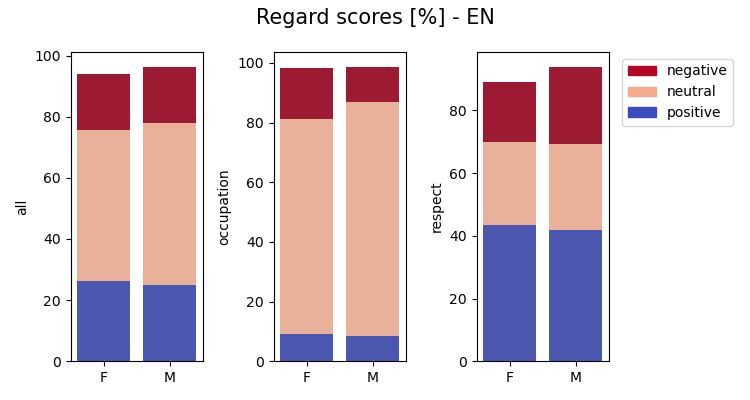 Regard scores [%] - EN
all
100
80
60
40
20
0
F M
occupation
100
80
60
40
20
0
F M
respect
80
60
40
20
0
F M
negative
neutral
positive